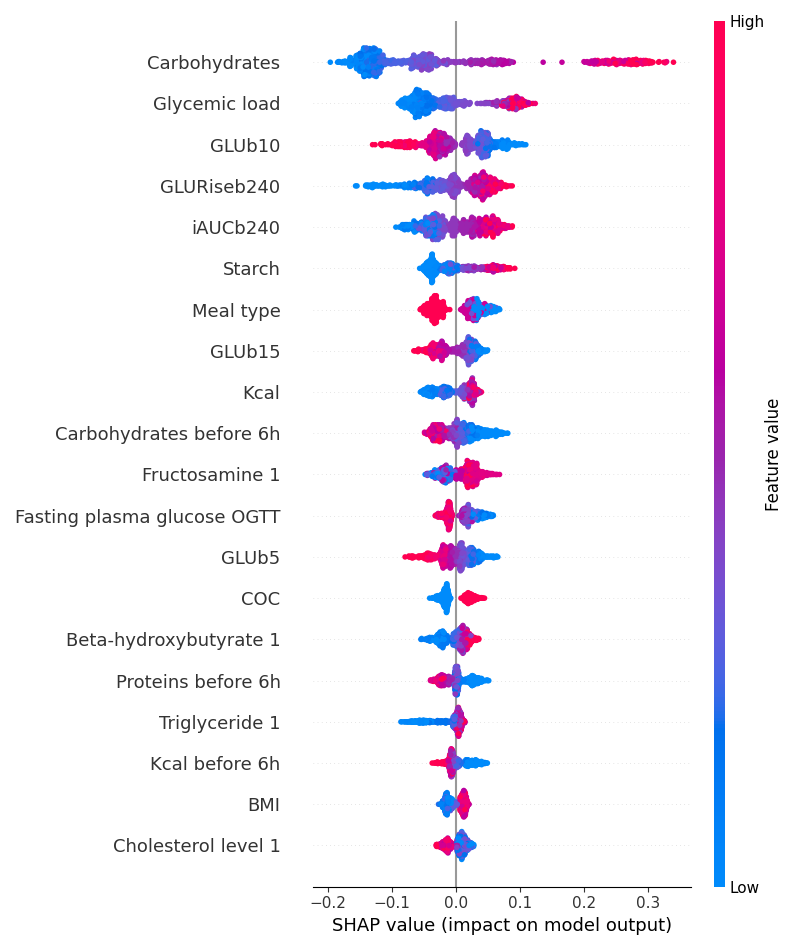 High
Carbohydrates
Glycemic load
GLUb10
GLURiseb240
iAUCb240
Starch
Meal type
GLUb15
Kcal
Carbohydrates before 6h
Fructosamine 1
Fasting plasma glucose OGTT
GLUb5
COC
Beta-hydroxybutyrate 1
Proteins before 6h
Triglyceride 1
Kcal before 6h
BMI
Cholesterol level 1
Feature value
Low
−0.2 −0.1 0.0 0.1 0.2 0.3
SHAP value (impact on model output)